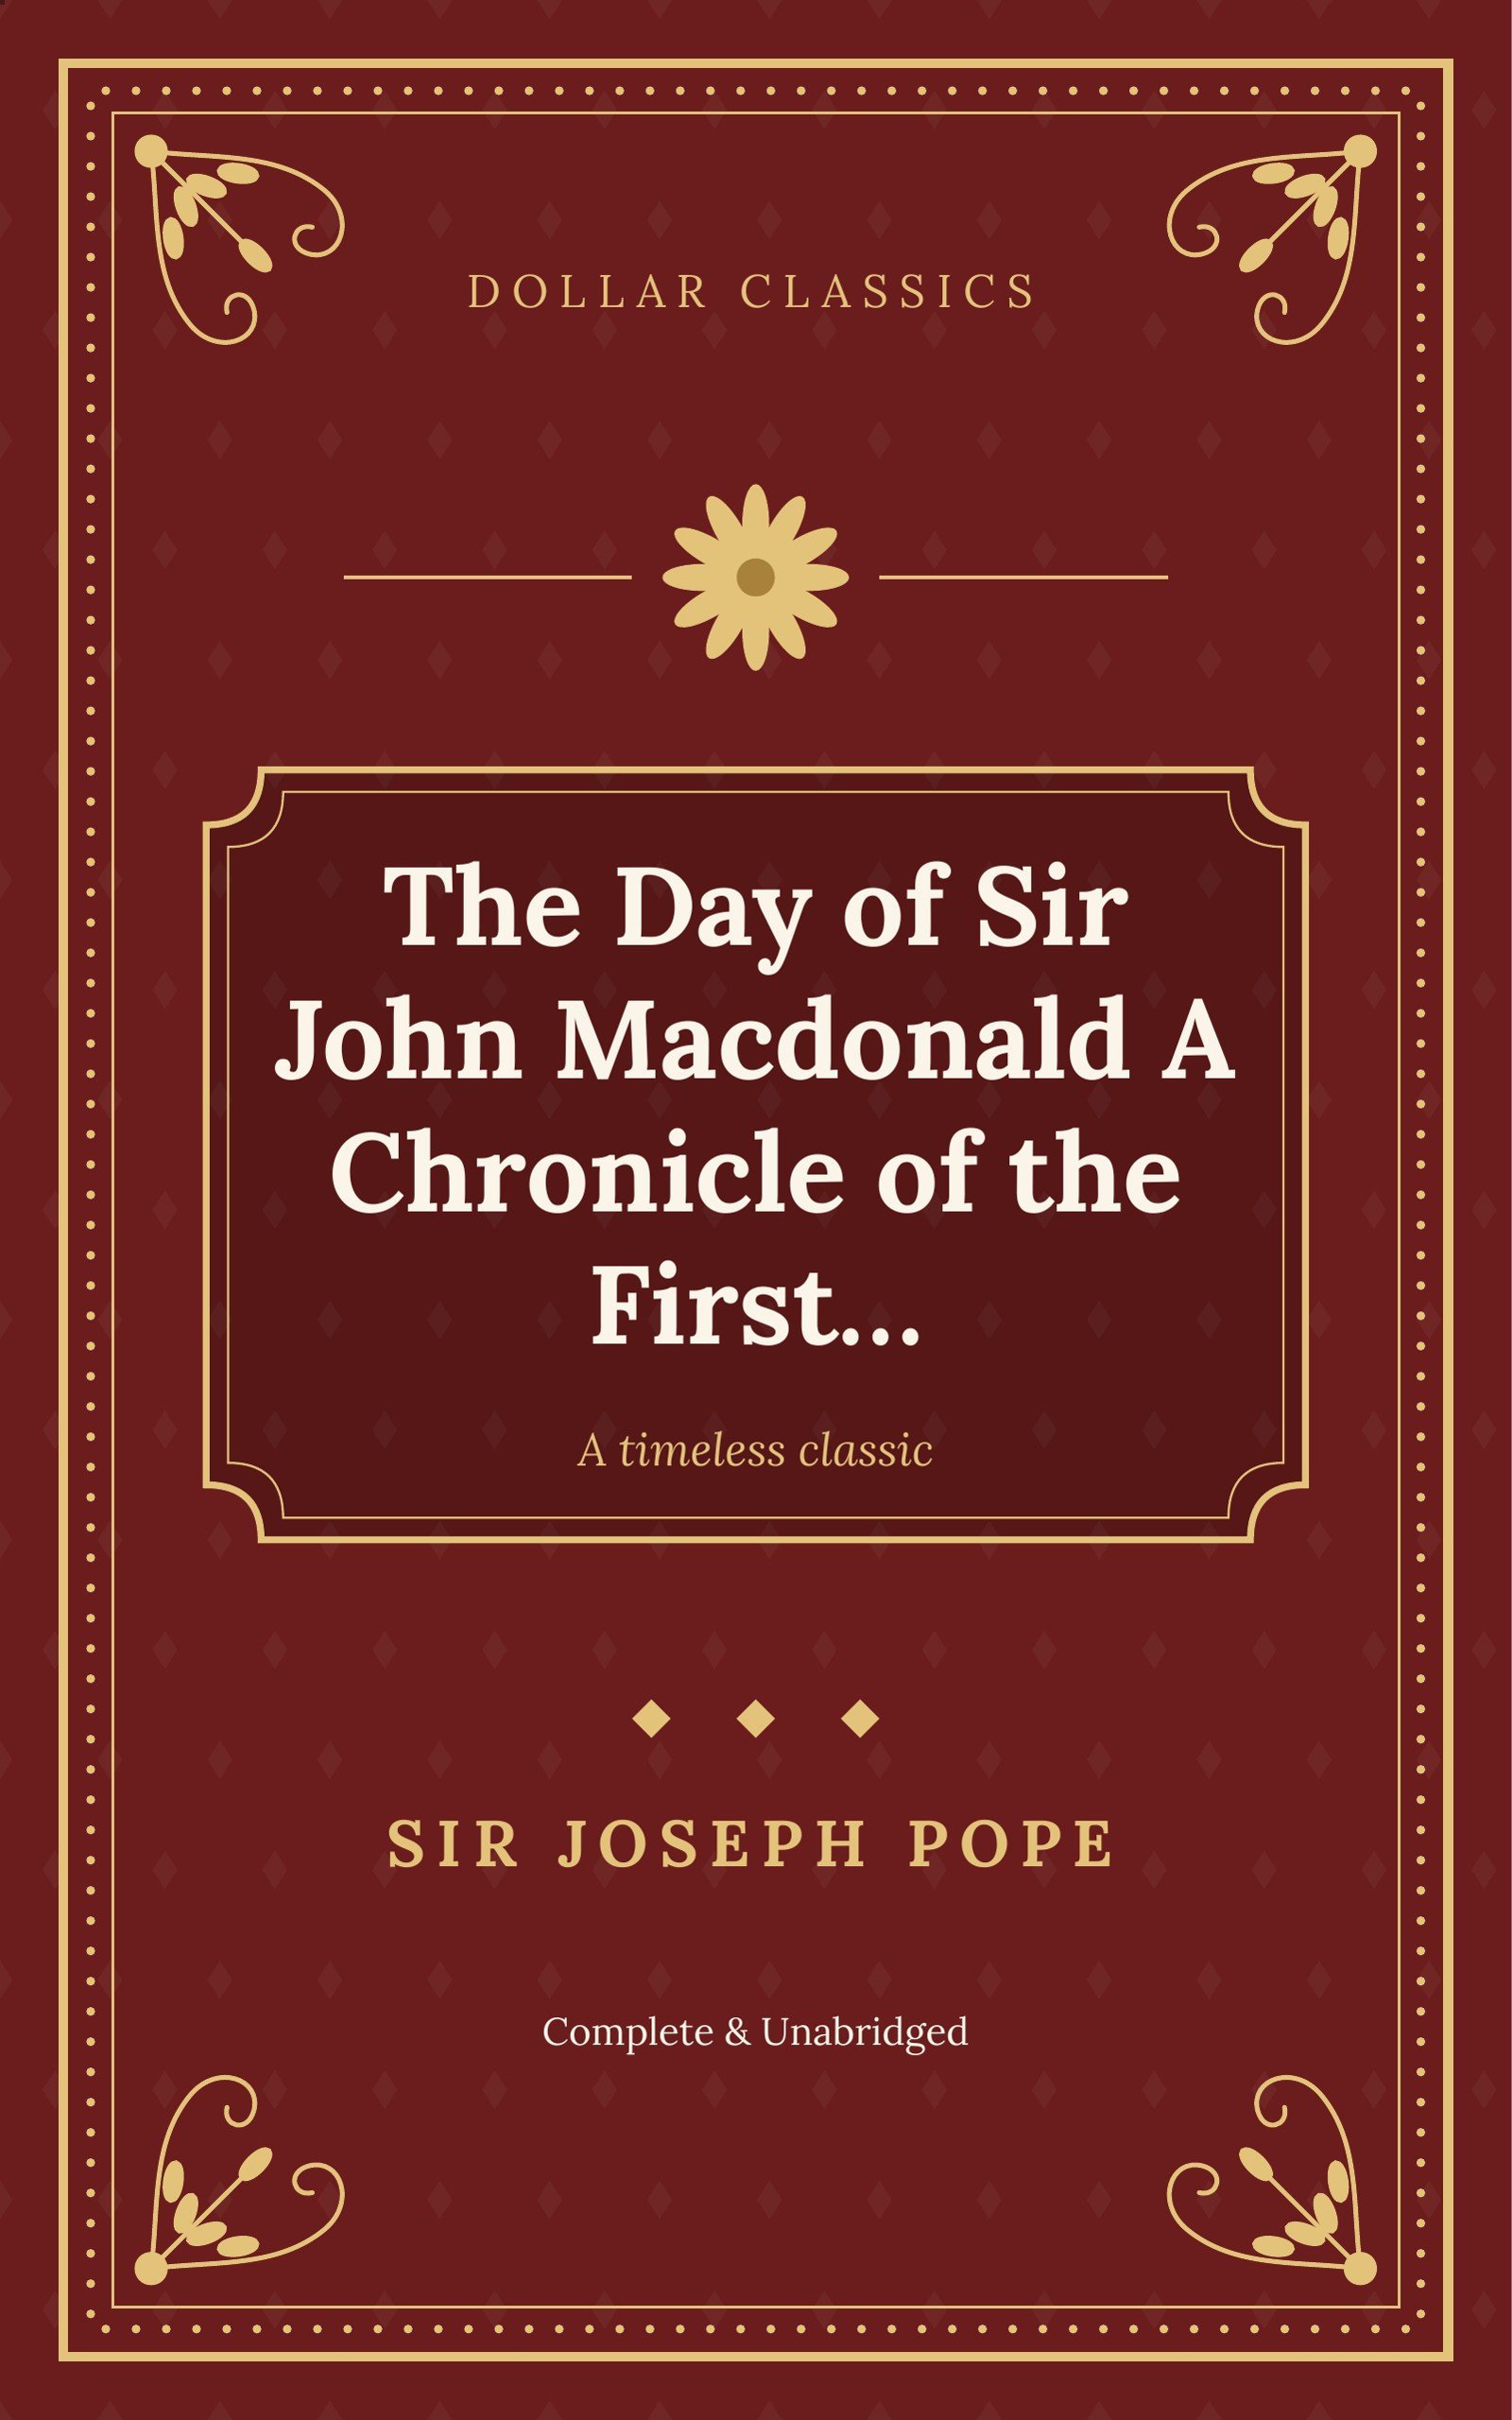 DOLLAR CLASSICS
The Day of Sir
John Macdonald A
Chronicle of the
First...
A timeless classic
SIR JOSEPH POPE
Complete & Unabridged